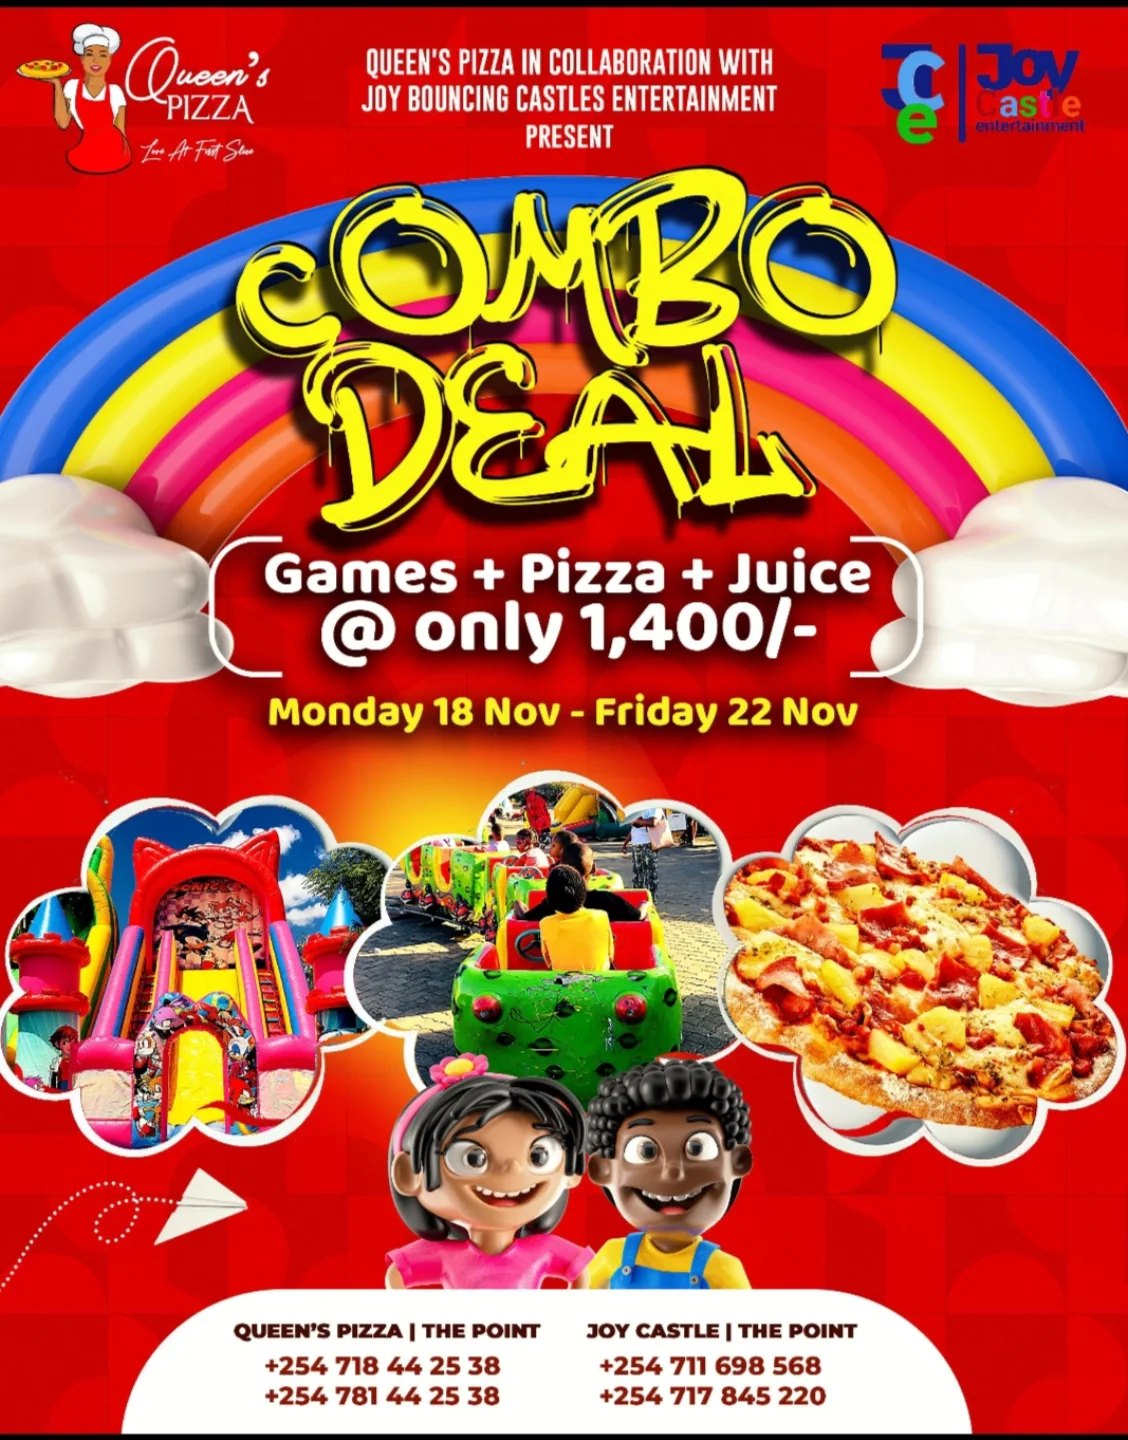 Queen's
PIZZA
Love At First Slice
QUEEN'S PIZZA IN COLLABORATION WITH
JOY BOUNCING CASTLES ENTERTAINMENT
PRESENT
Jce
Joy
Castle
entertainment
COMBO
DEAL
Games + Pizza + Juice
@ only 1,400/-
Monday 18 Nov - Friday 22 Nov
QUEEN'S PIZZA | THE POINT
+254 718 44 25 38
+254 781 44 25 38
JOY CASTLE | THE POINT
+254 711 698 568
+254 717 845 220